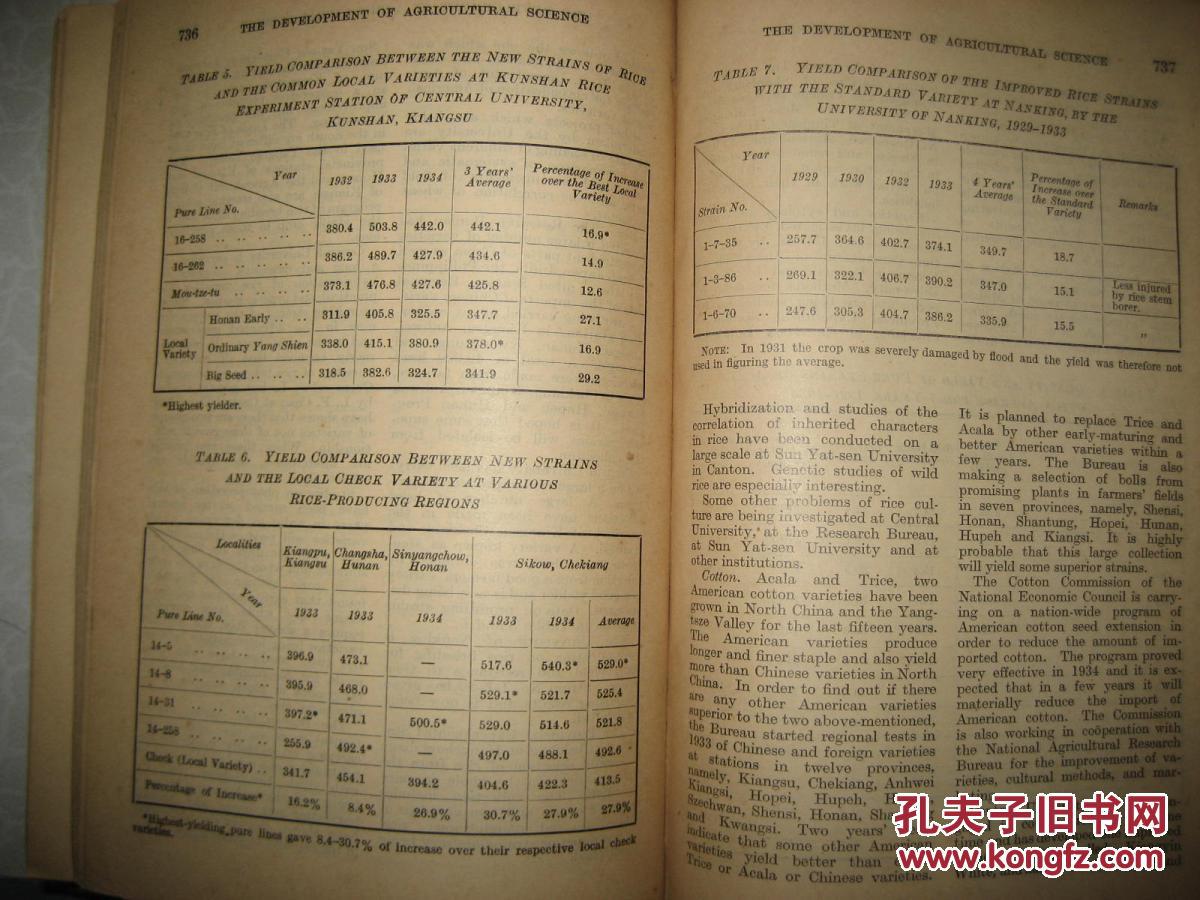 736
THE DEVELOPMENT OF AGRICULTURAL SCIENCE
TABLE 5. YIELD COMPARISON BETWEEN THE NEW STRAINS OF RICE
AND THE COMMON LOCAL VARIETIES AT KUNSHAN RICE
EXPERIMENT STATION OF CENTRAL UNIVERSITY,
KUNSHAN, KIANGSU
Year
Pure Line No.
1932 1933 1934 3 Years' Average Percentage of Increase over the Best Local Variety
16-258 .. .. .. .. .. 380.4 503.8 442.0 442.1 16.9*
16-262 .. .. .. .. .. 386.2 489.7 427.9 434.6 14.9
Mou-tze-tu .. .. .. .. 373.1 476.8 427.6 425.8 12.6
Local Variety
Honan Early .. .. 311.9 405.8 325.5 347.7 27.1
Ordinary Yang Shien 338.0 415.1 380.9 378.0* 16.9
Big Seed .. .. .. 318.5 382.6 324.7 341.9 29.2
*Highest yielder.
TABLE 6. YIELD COMPARISON BETWEEN NEW STRAINS
AND THE LOCAL CHECK VARIETY AT VARIOUS
RICE-PRODUCING REGIONS
Localities
Year
Pure Line No.
Kiangpu, Kiangsu Changsha, Hunan Sinyangchow, Honan Sikow, Chekiang
1933 1933 1934 1933 1934 Average
14-5 .. .. .. .. 396.9 473.1 — 517.6 540.3* 529.0*
14-8 .. .. .. .. 395.9 468.0 — 529.1* 521.7 525.4
14-31 .. .. .. .. 397.2* 471.1 500.5* 529.0 514.6 521.8
14-258 .. .. .. .. 255.9 492.4* — 497.0 488.1 492.6
Check (Local Variety) .. 341.7 454.1 394.2 404.6 422.3 413.5
Percentage of Increase* 16.2% 8.4% 26.9% 30.7% 27.9% 27.9%
*Highest-yielding pure lines gave 8.4–30.7% of increase over their respective local check
varieties.
THE DEVELOPMENT OF AGRICULTURAL SCIENCE
737
TABLE 7. YIELD COMPARISON OF THE IMPROVED RICE STRAINS
WITH THE STANDARD VARIETY AT NANKING, BY THE
UNIVERSITY OF NANKING, 1929–1933
Year
Strain No.
1929 1930 1932 1933 4 Years' Average Percentage of Increase over the Standard Variety Remarks
1-7-35 .. 257.7 364.6 402.7 374.1 349.7 18.7
1-3-86 .. 269.1 322.1 406.7 390.2 347.0 15.1 Less injured by rice stem borer.
1-6-70 .. 247.6 305.3 404.7 386.2 335.9 15.5 "
NOTE: In 1931 the crop was severely damaged by flood and the yield was therefore not
used in figuring the average.
Hybridization and studies of the
correlation of inherited characters
in rice have been conducted on a
large scale at Sun Yat-sen University
in Canton. Genetic studies of wild
rice are especially interesting.
Some other problems of rice cul-
ture are being investigated at Central
University, at the Research Bureau,
at Sun Yat-sen University and at
other institutions.
Cotton. Acala and Trice, two
American cotton varieties have been
grown in North China and the Yang-
tsze Valley for the last fifteen years.
The American varieties produce
longer and finer staple and also yield
more than Chinese varieties in North
China. In order to find out if there
are any other American varieties
superior to the two above-mentioned,
the Bureau started regional tests in
1933 of Chinese and foreign varieties
at stations in twelve provinces,
namely, Kiangsu, Chekiang, Anhwei
Kiangsi, Hopei, Hupeh,
Szechwan, Shensi, Honan,
and Kwangsi. Two years'
indicate that some other American
varieties yield better than
Trice or Acala or Chinese varieties.
It is planned to replace Trice and
Acala by other early-maturing and
better American varieties within a
few years. The Bureau is also
making a selection of bolls from
promising plants in farmers' fields
in seven provinces, namely, Shensi,
Honan, Shantung, Hopei, Hunan,
Hupeh and Kiangsi. It is highly
probable that this large collection
will yield some superior strains.
The Cotton Commission of the
National Economic Council is carry-
ing on a nation-wide program of
American cotton seed extension in
order to reduce the amount of im-
ported cotton. The program proved
very effective in 1934 and it is ex-
pected that in a few years it will
materially reduce the import of
American cotton. The Commission
is also working in coöperation with
the National Agricultural Research
Bureau for the improvement of va-
rieties, cultural methods, and mar-
孔夫子旧书网
www.kongfz.com